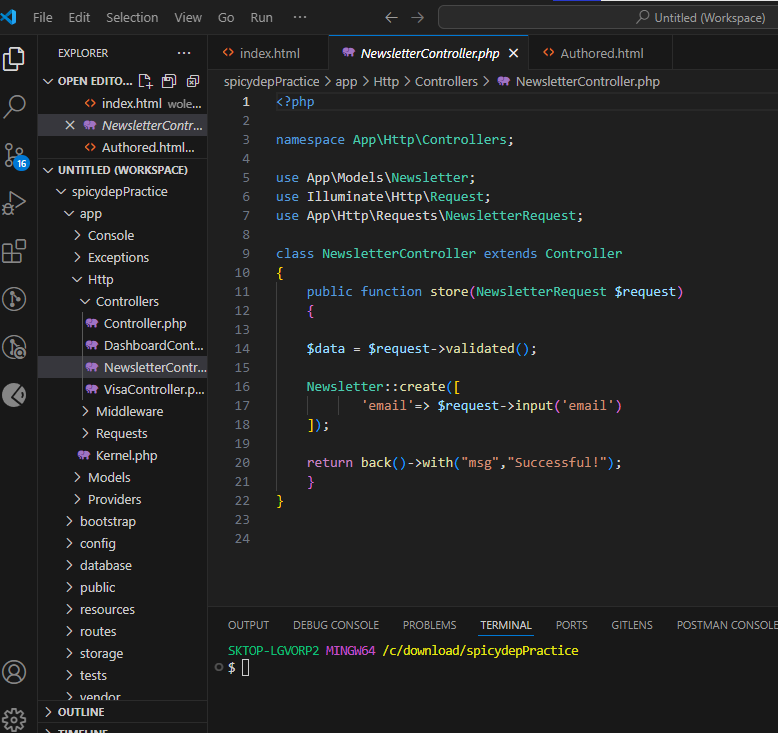 File Edit Selection View Go Run ··· Untitled (Workspace)
EXPLORER ···
OPEN EDITO...
index.html wole...
NewsletterContr...
Authored.html...
16
UNTITLED (WORKSPACE)
spicydepPractice
app
Console
Exceptions
Http
Controllers
Controller.php
DashboardCont...
NewsletterContr...
VisaController.p...
Middleware
Requests
Kernel.php
Models
Providers
bootstrap
config
database
public
resources
routes
storage
tests
vendor
OUTLINE
TIMELINE
index.html NewsletterController.php Authored.html
spicydepPractice > app > Http > Controllers > NewsletterController.php
1 <?php
2
3 namespace App\Http\Controllers;
4
5 use App\Models\Newsletter;
6 use Illuminate\Http\Request;
7 use App\Http\Requests\NewsletterRequest;
8
9 class NewsletterController extends Controller
10 {
11 public function store(NewsletterRequest $request)
12 {
13
14 $data = $request->validated();
15
16 Newsletter::create([
17 'email'=> $request->input('email')
18 ]);
19
20 return back()->with("msg","Successful!");
21 }
22 }
23
24
OUTPUT DEBUG CONSOLE PROBLEMS TERMINAL PORTS GITLENS POSTMAN CONSOLE
SKTOP-LGVORP2 MINGW64 /c/download/spicydepPractice
$